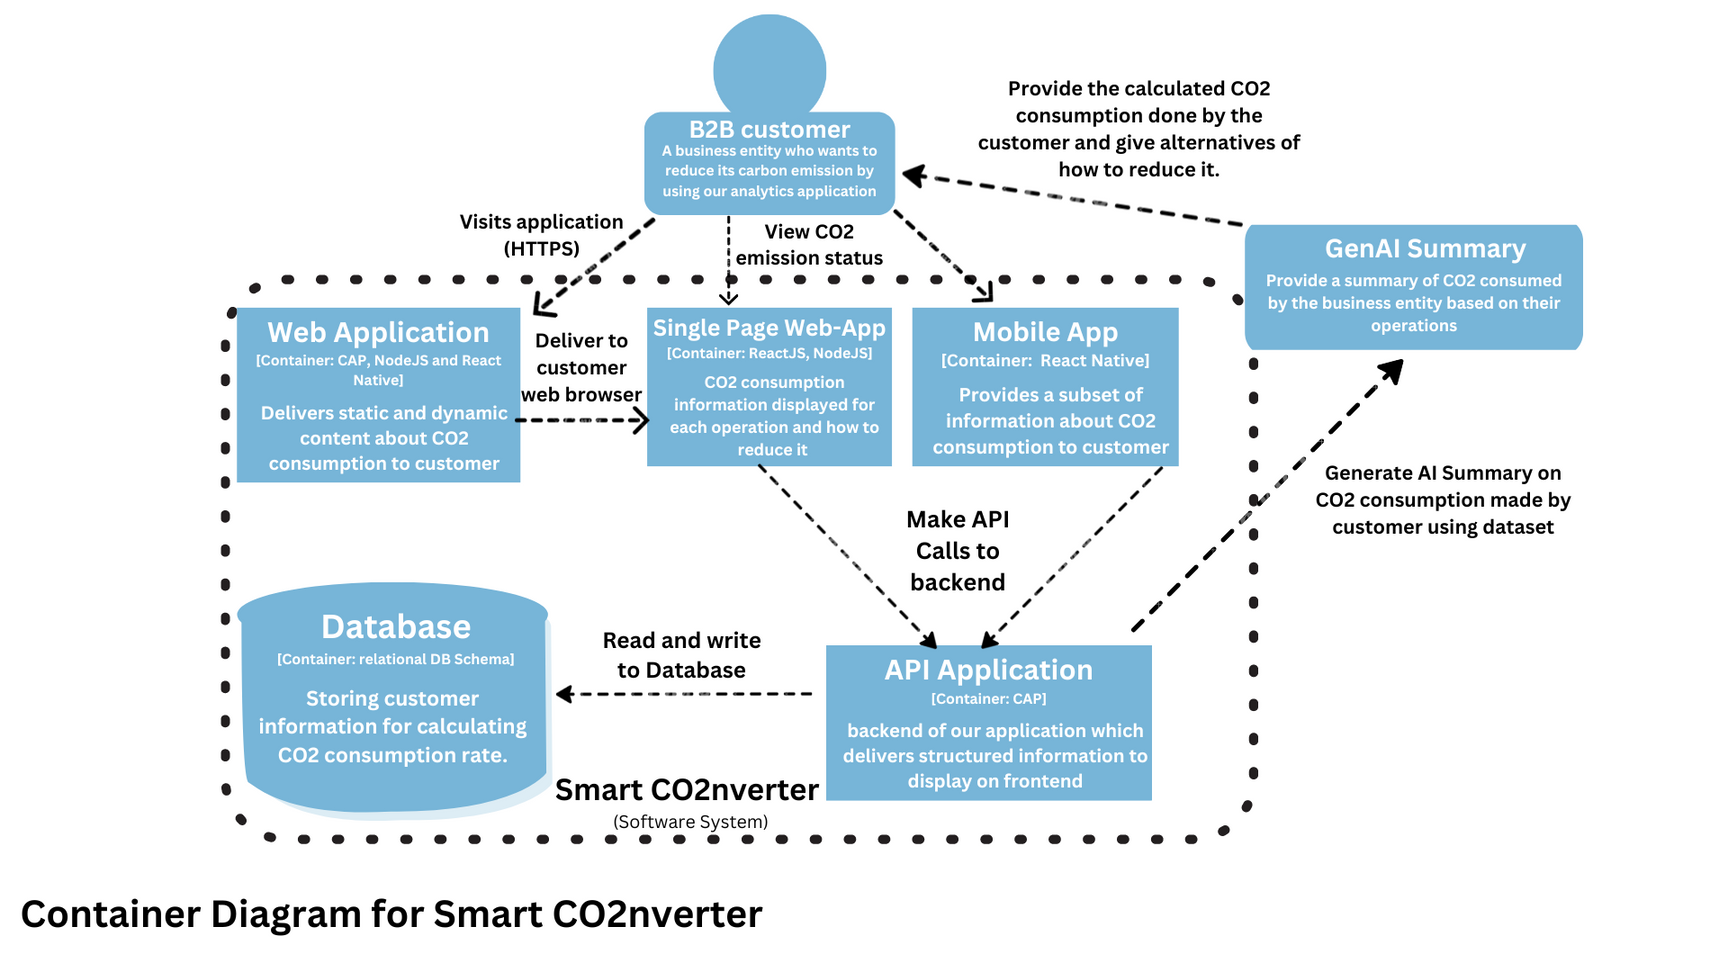 B2B customer
A business entity who wants to
reduce its carbon emission by
using our analytics application
Provide the calculated CO2
consumption done by the
customer and give alternatives of
how to reduce it.
Visits application
(HTTPS)
View CO2
emission status
GenAI Summary
Provide a summary of CO2 consumed
by the business entity based on their
operations
Web Application
[Container: CAP, NodeJS and React
Native]
Delivers static and dynamic
content about CO2
consumption to customer
Deliver to
customer
web browser
Single Page Web-App
[Container: ReactJS, NodeJS]
CO2 consumption
information displayed for
each operation and how to
reduce it
Mobile App
[Container: React Native]
Provides a subset of
information about CO2
consumption to customer
Generate AI Summary on
CO2 consumption made by
customer using dataset
Make API
Calls to
backend
Database
[Container: relational DB Schema]
Storing customer
information for calculating
CO2 consumption rate.
Read and write
to Database
API Application
[Container: CAP]
backend of our application which
delivers structured information to
display on frontend
Smart CO2nverter
(Software System)
Container Diagram for Smart CO2nverter